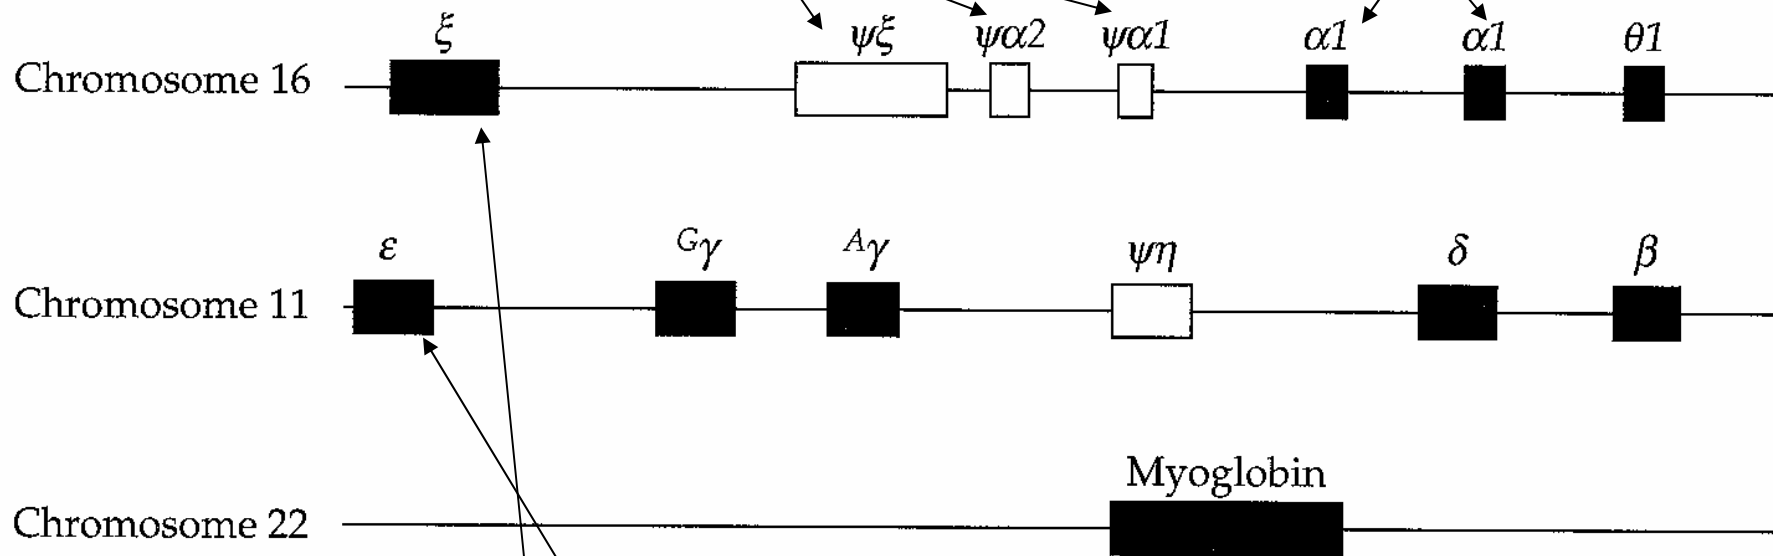 ξ ψξ ψα2 ψα1 α1 α1 θ1
Chromosome 16
ε Gγ Aγ ψη δ β
Chromosome 11
Myoglobin
Chromosome 22